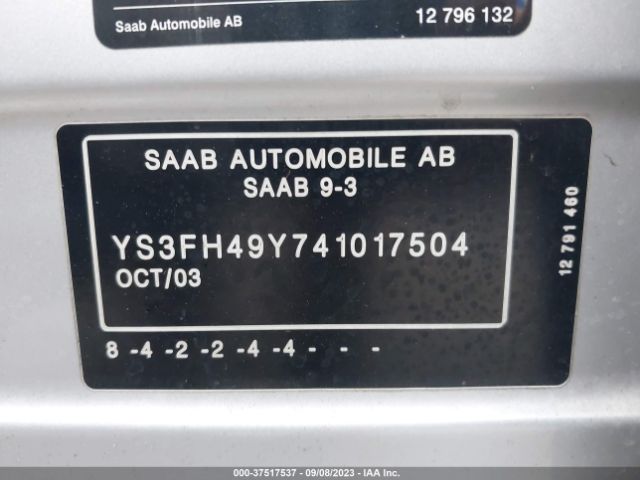 Saab Automobile AB 12 796 132
SAAB AUTOMOBILE AB
SAAB 9-3
YS3FH49Y741017504
OCT/03
8 -4 -2 -2 -4 -4 - - -
12 791 460
000-37517537 - 09/08/2023 - IAA Inc.